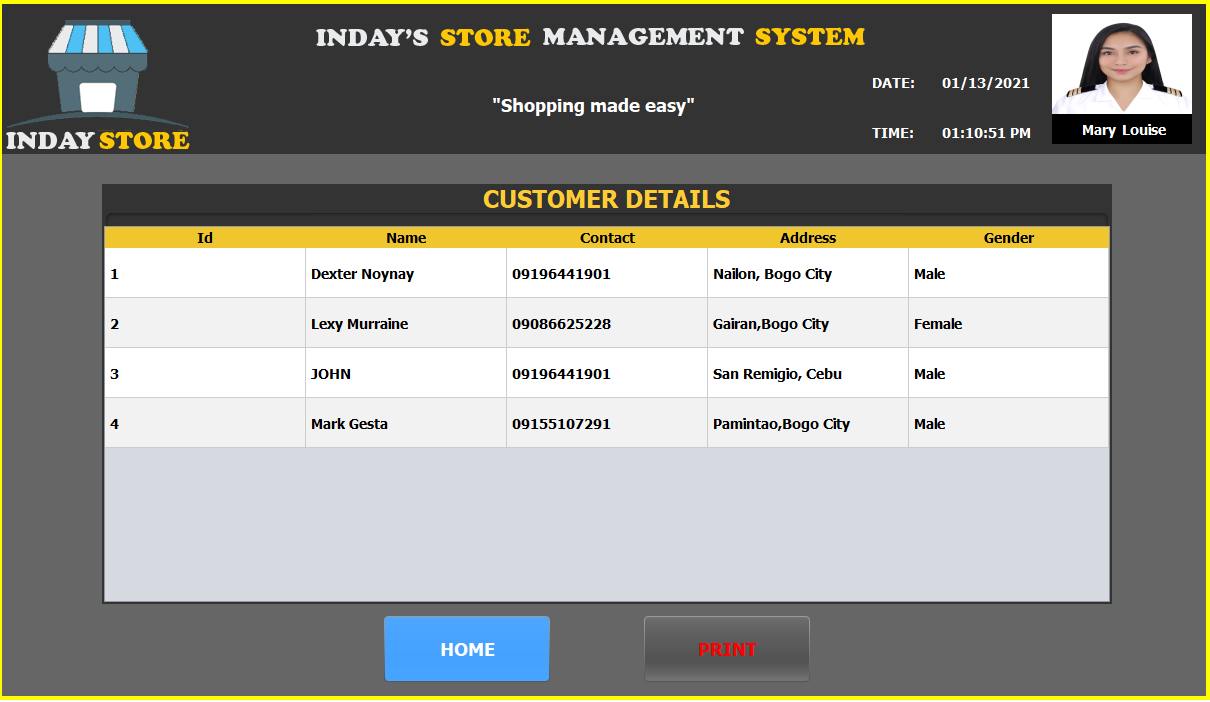 INDAY'S STORE MANAGEMENT SYSTEM
"Shopping made easy"
DATE: 01/13/2021
TIME: 01:10:51 PM
Mary Louise
INDAY STORE
CUSTOMER DETAILS
Id Name Contact Address Gender
1 Dexter Noynay 09196441901 Nailon, Bogo City Male
2 Lexy Murraine 09086625228 Gairan,Bogo City Female
3 JOHN 09196441901 San Remigio, Cebu Male
4 Mark Gesta 09155107291 Pamintao,Bogo City Male
HOME PRINT